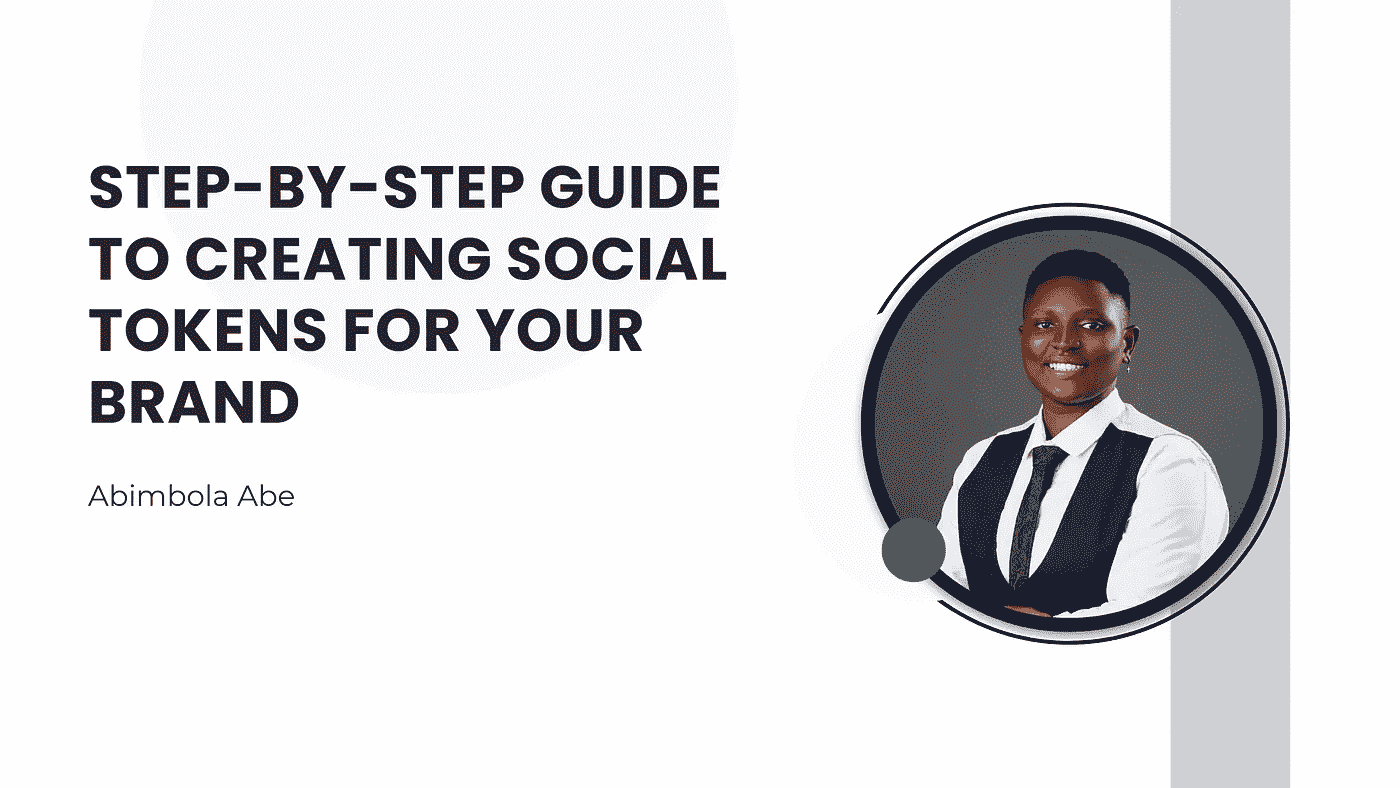 STEP-BY-STEP GUIDE
TO CREATING SOCIAL
TOKENS FOR YOUR
BRAND
Abimbola Abe